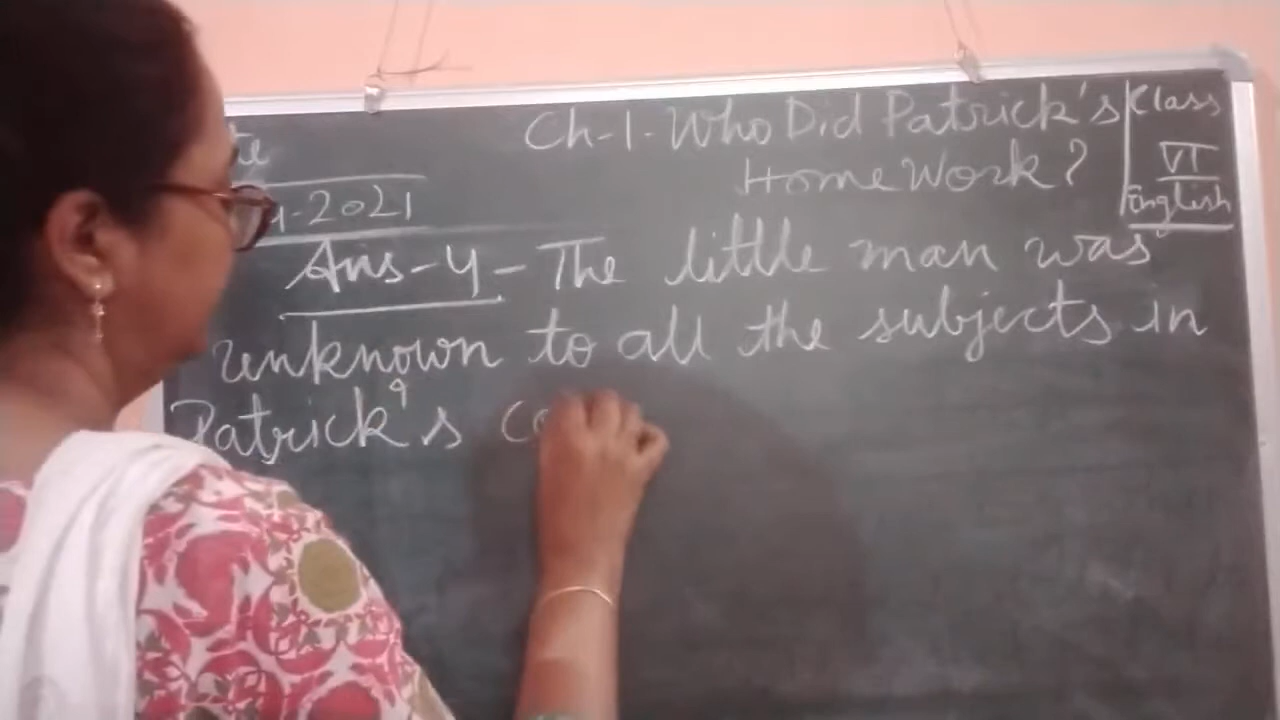 Ch-1-Who Did Patrick's
Home Work?
Class
VI
English
4-2021
Ans-4-The little man was
unknown to all the subjects in
Patrick's